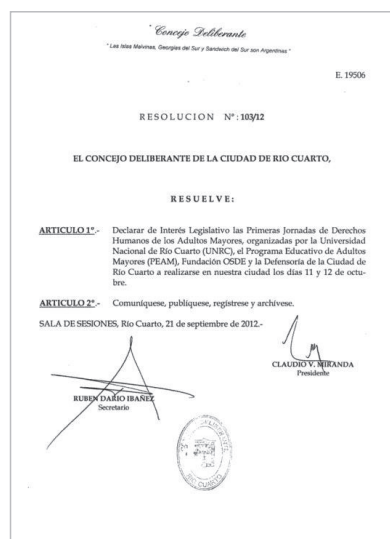 Concejo Deliberante
" Las Islas Malvinas, Georgias del Sur y Sandwich del Sur son Argentinas "
E. 19506
RESOLUCION Nº: 103/12
EL CONCEJO DELIBERANTE DE LA CIUDAD DE RIO CUARTO,
RESUELVE:
ARTICULO 1º.- Declarar de Interés Legislativo las Primeras Jornadas de Derechos
Humanos de los Adultos Mayores, organizadas por la Universidad
Nacional de Río Cuarto (UNRC), el Programa Educativo de Adultos
Mayores (PEAM), Fundación OSDE y la Defensoría de la Ciudad de
Río Cuarto a realizarse en nuestra ciudad los días 11 y 12 de octu-
bre.
ARTICULO 2º.- Comuníquese, publíquese, regístrese y archívese.
SALA DE SESIONES, Río Cuarto, 21 de septiembre de 2012.-
CLAUDIO V. MIRANDA
Presidente
RUBEN DARIO IBAÑEZ
Secretario
DELIBERANTE
RIO CUARTO